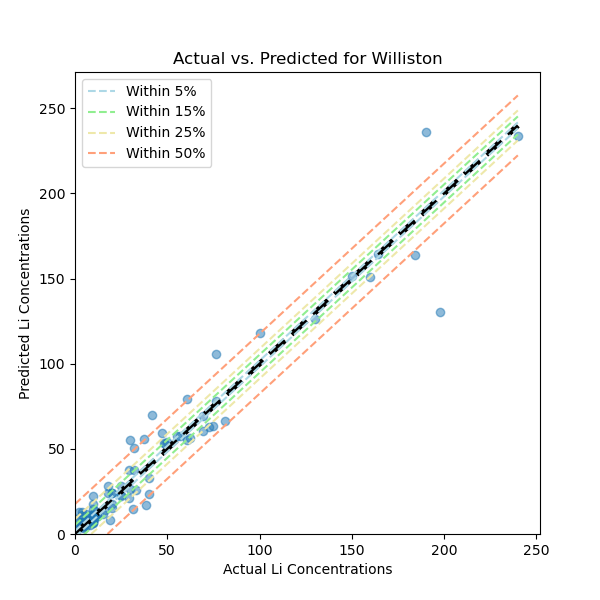 Actual vs. Predicted for Williston
Within 5%
Within 15%
Within 25%
Within 50%
250
200
150
100
50
0
Predicted Li Concentrations
0 50 100 150 200 250
Actual Li Concentrations